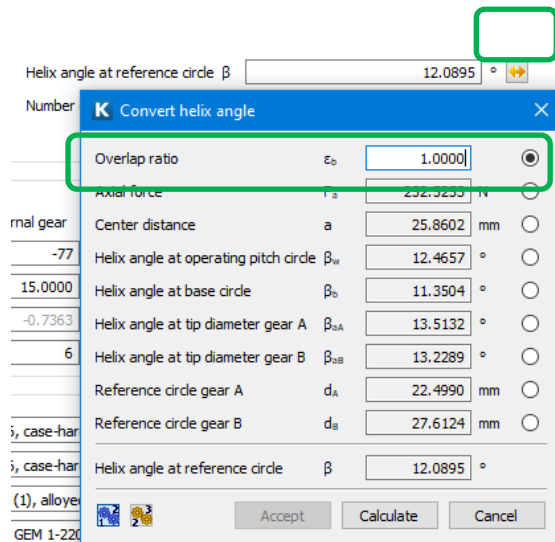 Helix angle at reference circle β 12.0895 °
Number
K Convert helix angle
Overlap ratio εb 1.0000
Axial force N
Center distance a 25.8602 mm
rnal gear
Helix angle at operating pitch circle βw 12.4657 °
-77
Helix angle at base circle βb 11.3504 °
15.0000
Helix angle at tip diameter gear A βaA 13.5132 °
-0.7363
Helix angle at tip diameter gear B βaB 13.2289 °
6
Reference circle gear A dA 22.4990 mm
Reference circle gear B dB 27.6124 mm
5, case-har
5, case-har
Helix angle at reference circle β 12.0895 °
(1), alloye
Accept Calculate Cancel
GEM 1-220